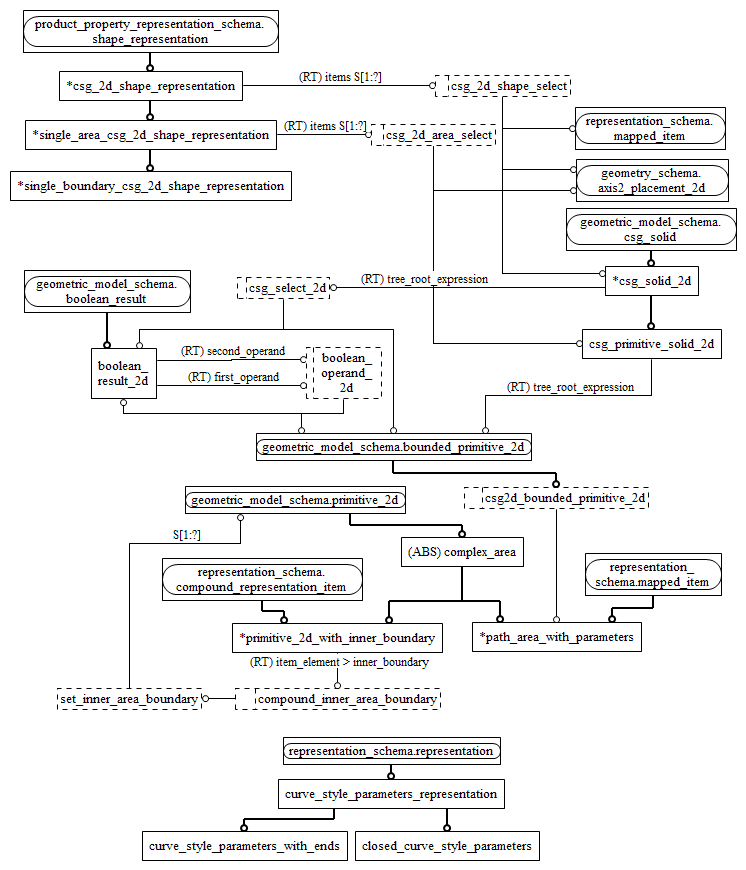 product_property_representation_schema.
shape_representation
*csg_2d_shape_representation
(RT) items S[1:?]
csg_2d_shape_select
*single_area_csg_2d_shape_representation
(RT) items S[1:?]
csg_2d_area_select
representation_schema.
mapped_item
*single_boundary_csg_2d_shape_representation
geometry_schema.
axis2_placement_2d
geometric_model_schema.
csg_solid
geometric_model_schema.
boolean_result
csg_select_2d
(RT) tree_root_expression
*csg_solid_2d
boolean_
result_2d
(RT) second_operand
(RT) first_operand
boolean_
operand_
2d
csg_primitive_solid_2d
(RT) tree_root_expression
geometric_model_schema.bounded_primitive_2d
geometric_model_schema.primitive_2d
csg2d_bounded_primitive_2d
S[1:?]
(ABS) complex_area
representation_schema.
compound_representation_item
representation_
schema.mapped_item
*primitive_2d_with_inner_boundary
*path_area_with_parameters
(RT) item_element > inner_boundary
set_inner_area_boundary
compound_inner_area_boundary
representation_schema.representation
curve_style_parameters_representation
curve_style_parameters_with_ends
closed_curve_style_parameters